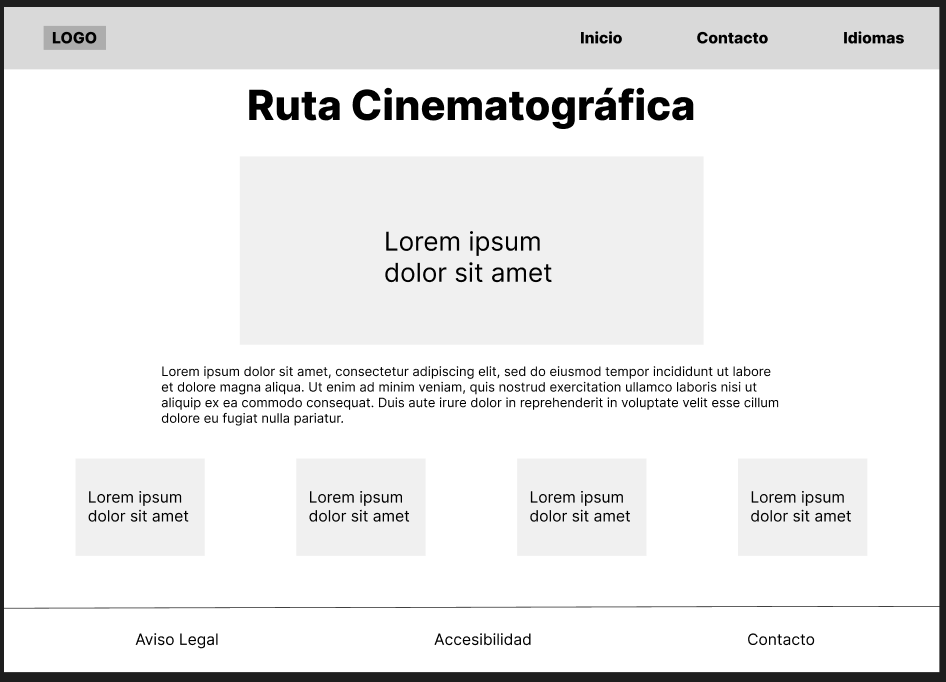 LOGO
Inicio
Contacto
Idiomas
Ruta Cinematográfica
Lorem ipsum
dolor sit amet
Lorem ipsum dolor sit amet, consectetur adipiscing elit, sed do eiusmod tempor incididunt ut labore
et dolore magna aliqua. Ut enim ad minim veniam, quis nostrud exercitation ullamco laboris nisi ut
aliquip ex ea commodo consequat. Duis aute irure dolor in reprehenderit in voluptate velit esse cillum
dolore eu fugiat nulla pariatur.
Lorem ipsum
dolor sit amet
Lorem ipsum
dolor sit amet
Lorem ipsum
dolor sit amet
Lorem ipsum
dolor sit amet
Aviso Legal
Accesibilidad
Contacto